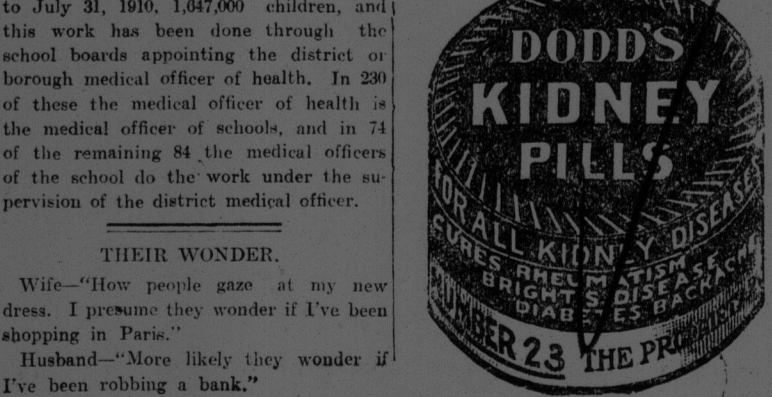 to July 31, 1910, 1,647,000 children, and
this work has been done through the
school boards appointing the district or
borough medical officer of health. In 230
of these the medical officer of health is
the medical officer of schools, and in 74
of the remaining 84 the medical officers
of the school do the work under the su-
pervision of the district medical officer.
THEIR WONDER.
Wife—"How people gaze at my new
dress. I presume they wonder if I've been
shopping in Paris."
Husband—"More likely they wonder if
I've been robbing a bank."
DODD'S
KIDNEY
PILLS
FOR ALL KIDNEY DISEASES
CURES RHEUMATISM
BRIGHT'S DISEASE
DIABETES BACKACHE
NUMBER 23 THE